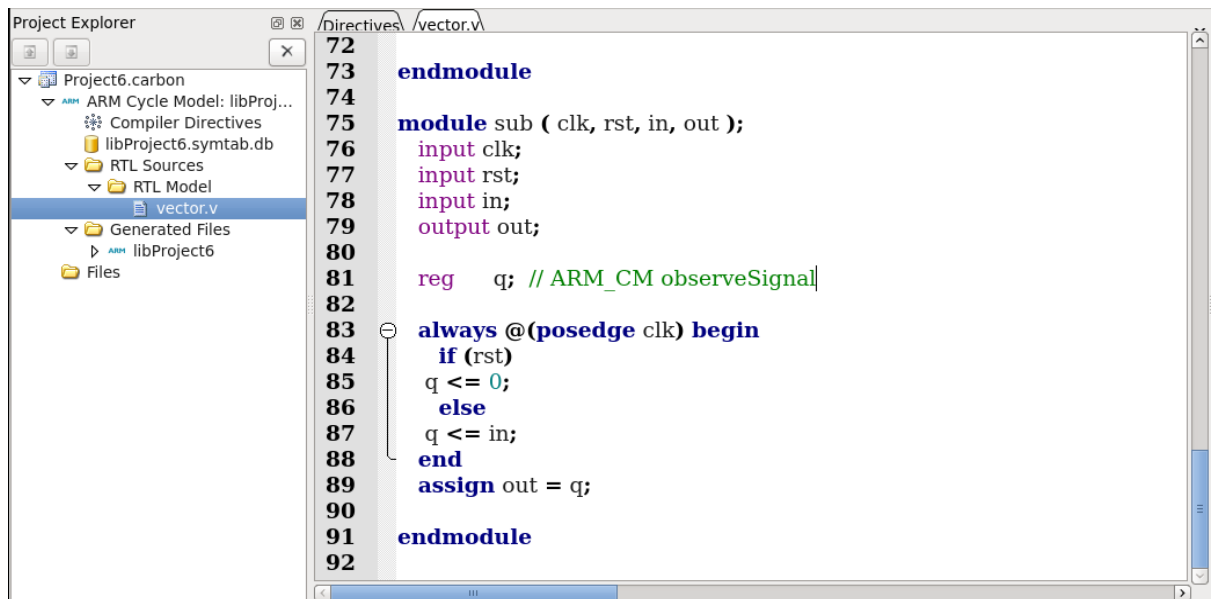 Project Explorer
Directives vector.v
Project6.carbon
ARM ARM Cycle Model: libProj...
Compiler Directives
libProject6.symtab.db
RTL Sources
RTL Model
vector.v
Generated Files
ARM libProject6
Files
72
73 endmodule
74
75 module sub ( clk, rst, in, out );
76 input clk;
77 input rst;
78 input in;
79 output out;
80
81 reg q; // ARM_CM observeSignal
82
83 always @(posedge clk) begin
84 if (rst)
85 q <= 0;
86 else
87 q <= in;
88 end
89 assign out = q;
90
91 endmodule
92